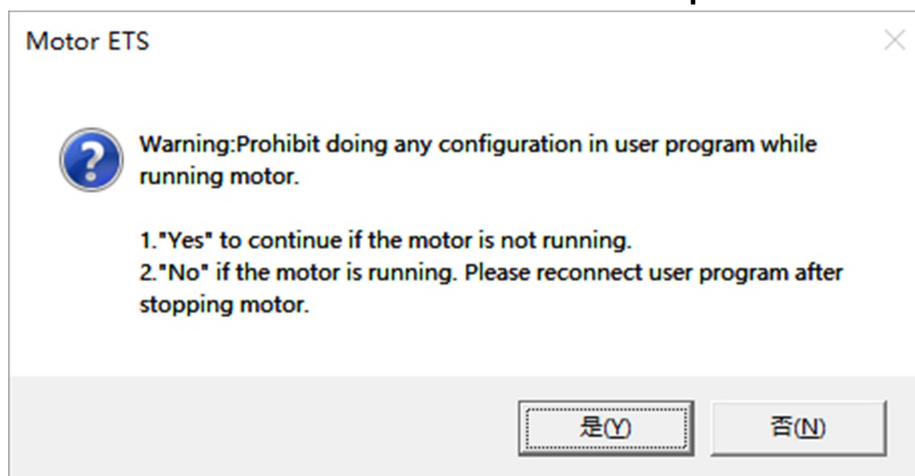 Motor ETS
Warning:Prohibit doing any configuration in user program while
running motor.
1."Yes" to continue if the motor is not running.
2."No" if the motor is running. Please reconnect user program after
stopping motor.
是(Y)
否(N)